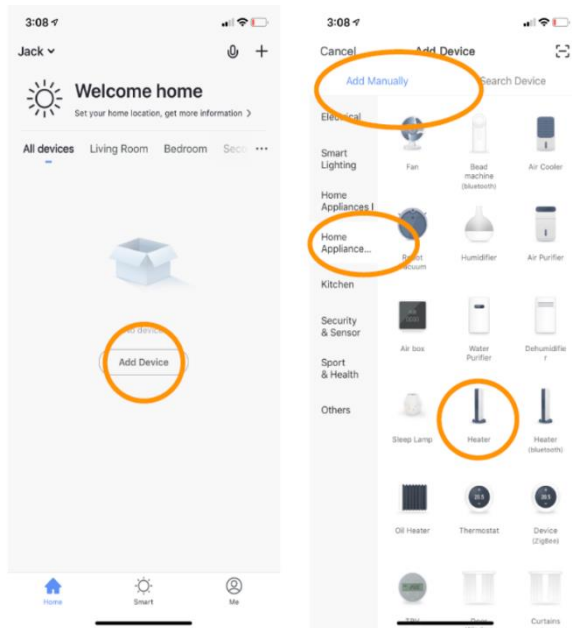 3:08
Jack
Welcome home
Set your home location, get more information >
All devices Living Room Bedroom
Add Device
Home Smart Me
3:08
Cancel Add Device
Add Manually Search Device
Electrical
Smart
Lighting
Home
Appliances
Home
Appliance...
Kitchen
Security
& Sensor
Sport
& Health
Others
Fan
Bead
machine
(bluetooth)
Air Cooler
Robot
Vacuum
Humidifier
Air Purifier
Air box
Water
Purifier
Dehumidifie
r
Sleep Lamp
Heater
Heater
(bluetooth)
Oil Heater
Thermostat
Device
(ZigBee)
Curtains